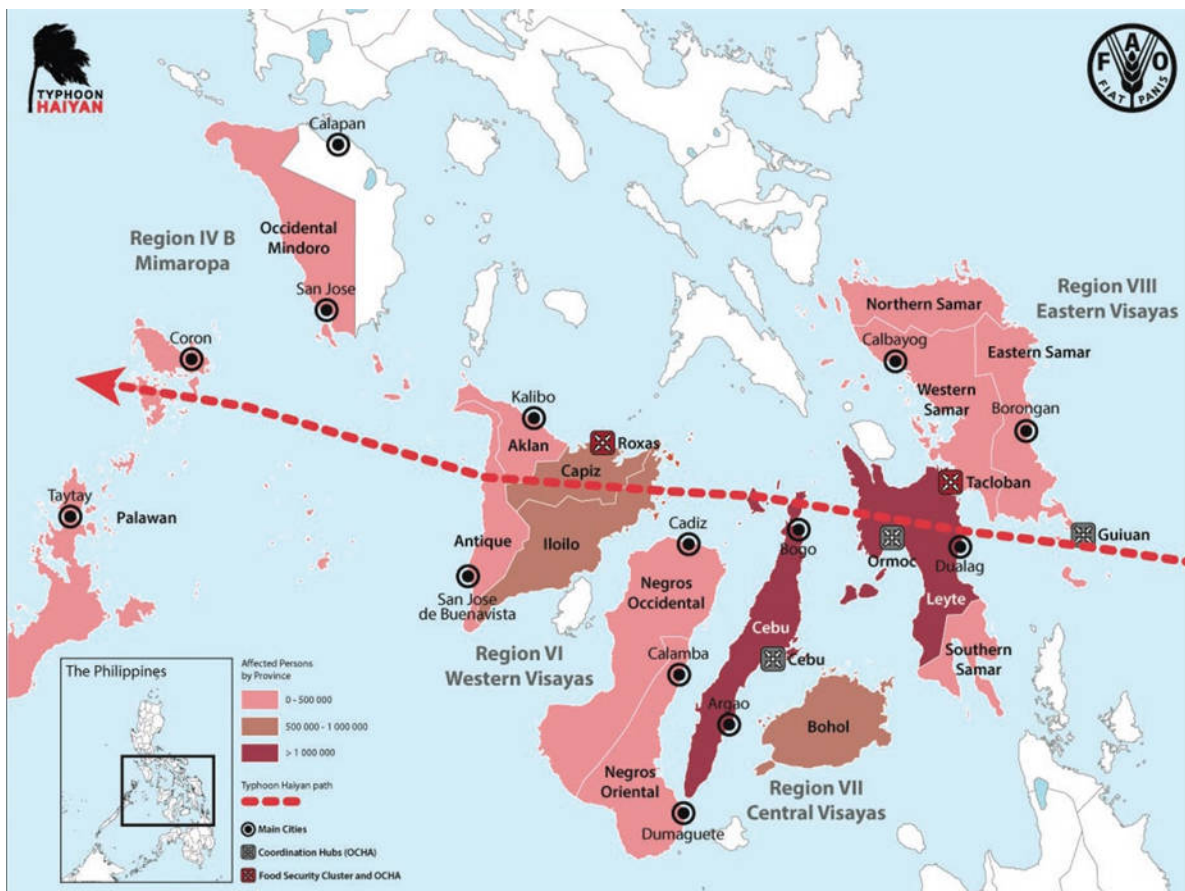 TYPHOON
HAIYAN
FAO
FIAT PANIS
Calapan
Occidental
Mindoro
Region IV B
Mimaropa
San Jose
Coron
Region VIII
Eastern Visayas
Northern Samar
Calbayog
Eastern Samar
Western
Samar
Borongan
Kalibo
Aklan
Roxas
Capiz
Tacloban
Taytay
Palawan
Cadiz
Bogo
Guiuan
Antique
Iloilo
Ormoc
Dualag
San Jose
de Buenavista
Negros
Occidental
Leyte
Cebu
Region VI
Western Visayas
Calamba
Cebu
Southern
Samar
Argao
Bohol
Negros
Oriental
Region VII
Central Visayas
Dumaguete
The Philippines
Affected Persons
by Province
0 - 500 000
500 000 - 1 000 000
> 1 000 000
Typhoon Haiyan path
Main Cities
Coordination Hubs (OCHA)
Food Security Cluster and OCHA